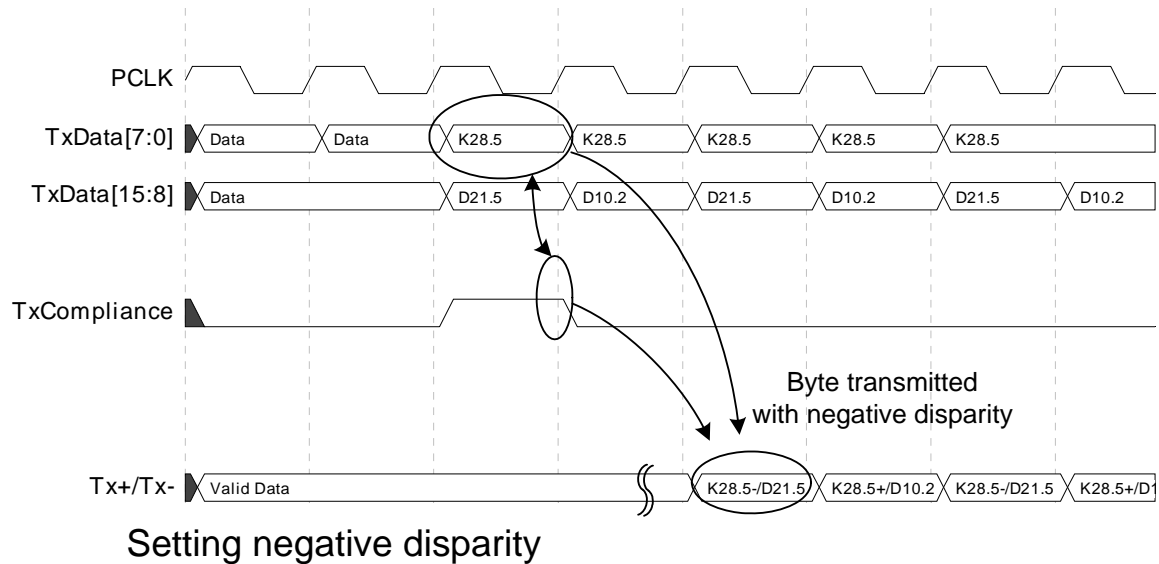 PCLK
TxData[7:0] Data Data K28.5 K28.5 K28.5 K28.5 K28.5
TxData[15:8] Data D21.5 D10.2 D21.5 D10.2 D21.5 D10.2
TxCompliance
Byte transmitted
with negative disparity
Tx+/Tx- Valid Data K28.5-/D21.5 K28.5+/D10.2 K28.5-/D21.5 K28.5+/D1
Setting negative disparity